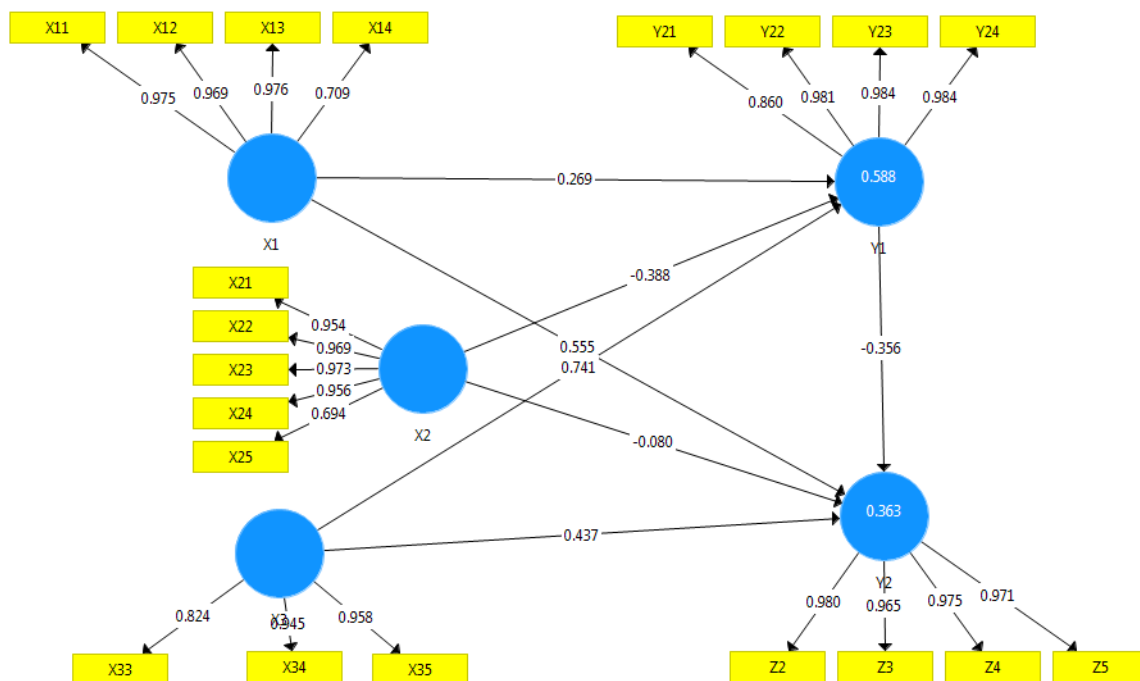 X11 X12 X13 X14
Y21 Y22 Y23 Y24
0.975 0.969 0.976 0.709
0.860 0.981 0.984 0.984
0.269
0.588
X1
Y1
X21
X22
X23
X24
X25
0.954
0.969
0.973
0.956
0.694
X2
-0.388
0.555
0.741
-0.356
-0.080
0.437
0.363
X3
Y2
0.824 0.945 0.958
0.980 0.965 0.975 0.971
X33 X34 X35
Z2 Z3 Z4 Z5